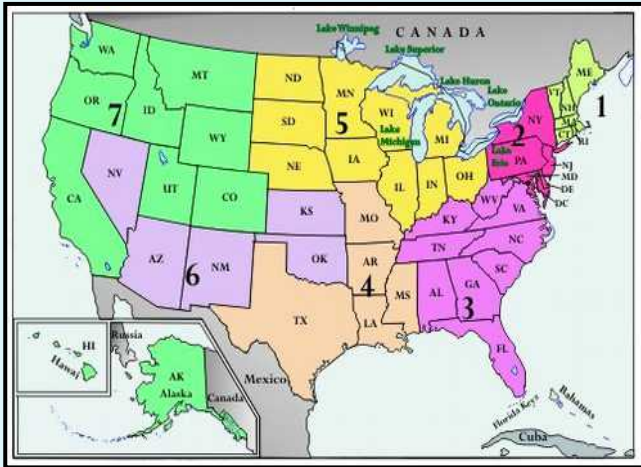 Lake Winnipeg
CANADA
Lake Superior
WA
ME
MT
ND
MN
Lake Huron
VT
Lake
Ontario
NH
1
OR
7
ID
5
WI
MA
NY
SD
CT
RI
WY
Lake
Michigan
MI
2
Lake
Erie
PA
NJ
IA
NE
MD
NV
OH
DE
IL
IN
UT
DC
CO
WV
CA
VA
KS
MO
KY
NC
TN
AZ
6
NM
OK
AR
SC
4
MS
AL
GA
3
TX
LA
Russia
HI
FL
Hawai
AK
Alaska
Canada
Mexico
Florida Keys
Bahamas
Cuba